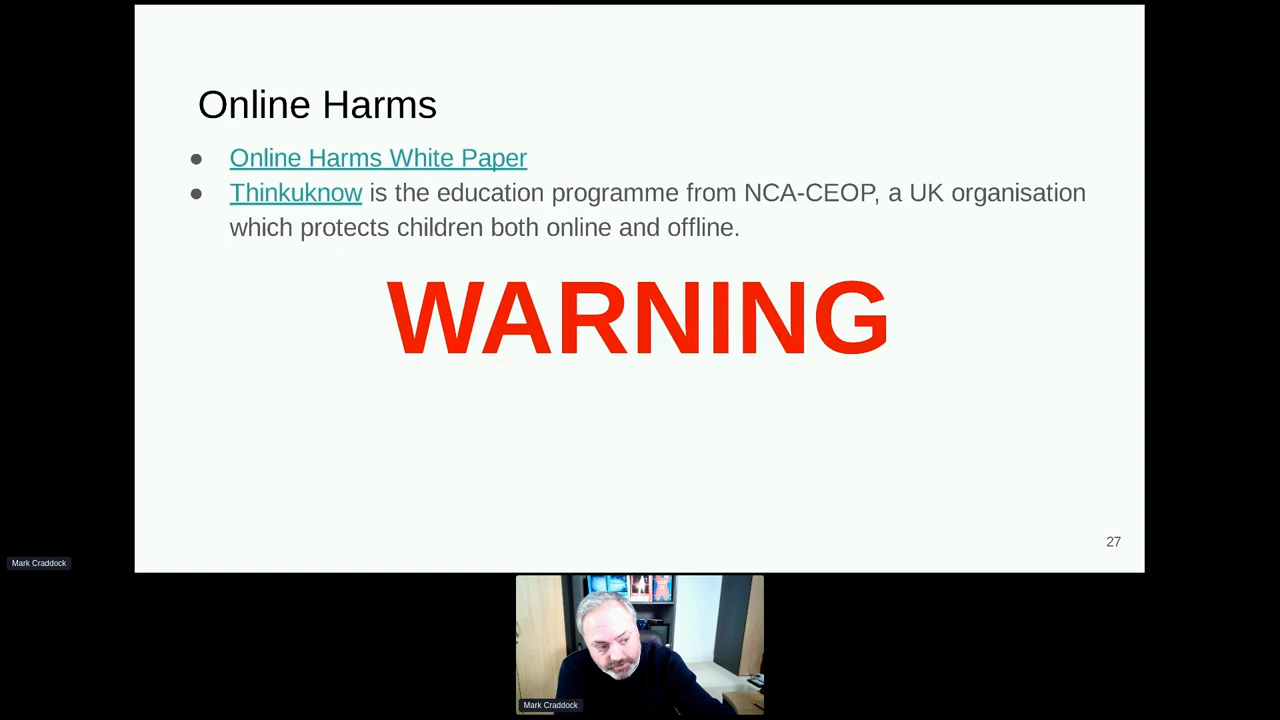 Online Harms
● Online Harms White Paper
● Thinkuknow is the education programme from NCA-CEOP, a UK organisation
which protects children both online and offline.
WARNING
27
Mark Craddock
Mark Craddock